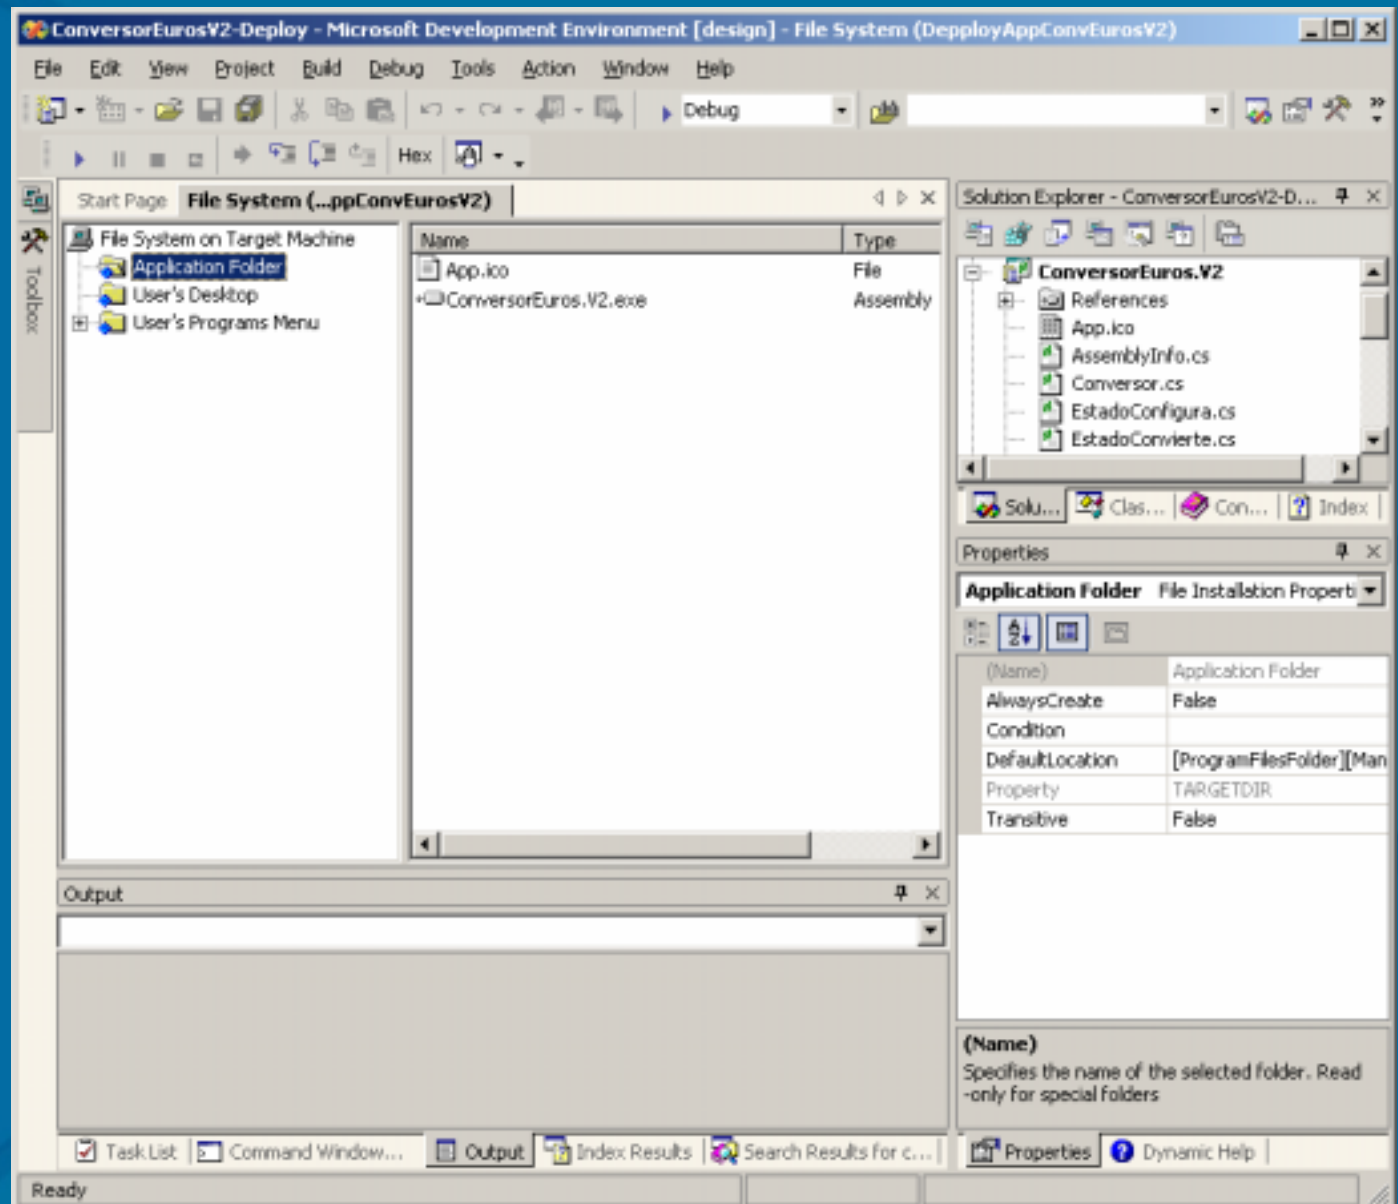 ConversorEurosV2-Deploy - Microsoft Development Environment [design] - File System (DepployAppConvEurosV2)
File Edit View Project Build Debug Tools Action Window Help
Debug
Hex
Toolbox
Start Page File System (...ppConvEurosV2)
File System on Target Machine
Application Folder
User's Desktop
User's Programs Menu
Name Type
App.ico File
ConversorEuros.V2.exe Assembly
Solution Explorer - ConversorEurosV2-D...
ConversorEuros.V2
References
App.ico
AssemblyInfo.cs
Conversor.cs
EstadoConfigura.cs
EstadoConvierte.cs
Solu... Clas... Con... Index
Properties
Application Folder File Installation Properti
(Name) Application Folder
AlwaysCreate False
Condition
DefaultLocation [ProgramFilesFolder][Man
Property TARGETDIR
Transitive False
(Name)
Specifies the name of the selected folder. Read
-only for special folders
Properties Dynamic Help
Output
Task List Command Window... Output Index Results Search Results for c...
Ready